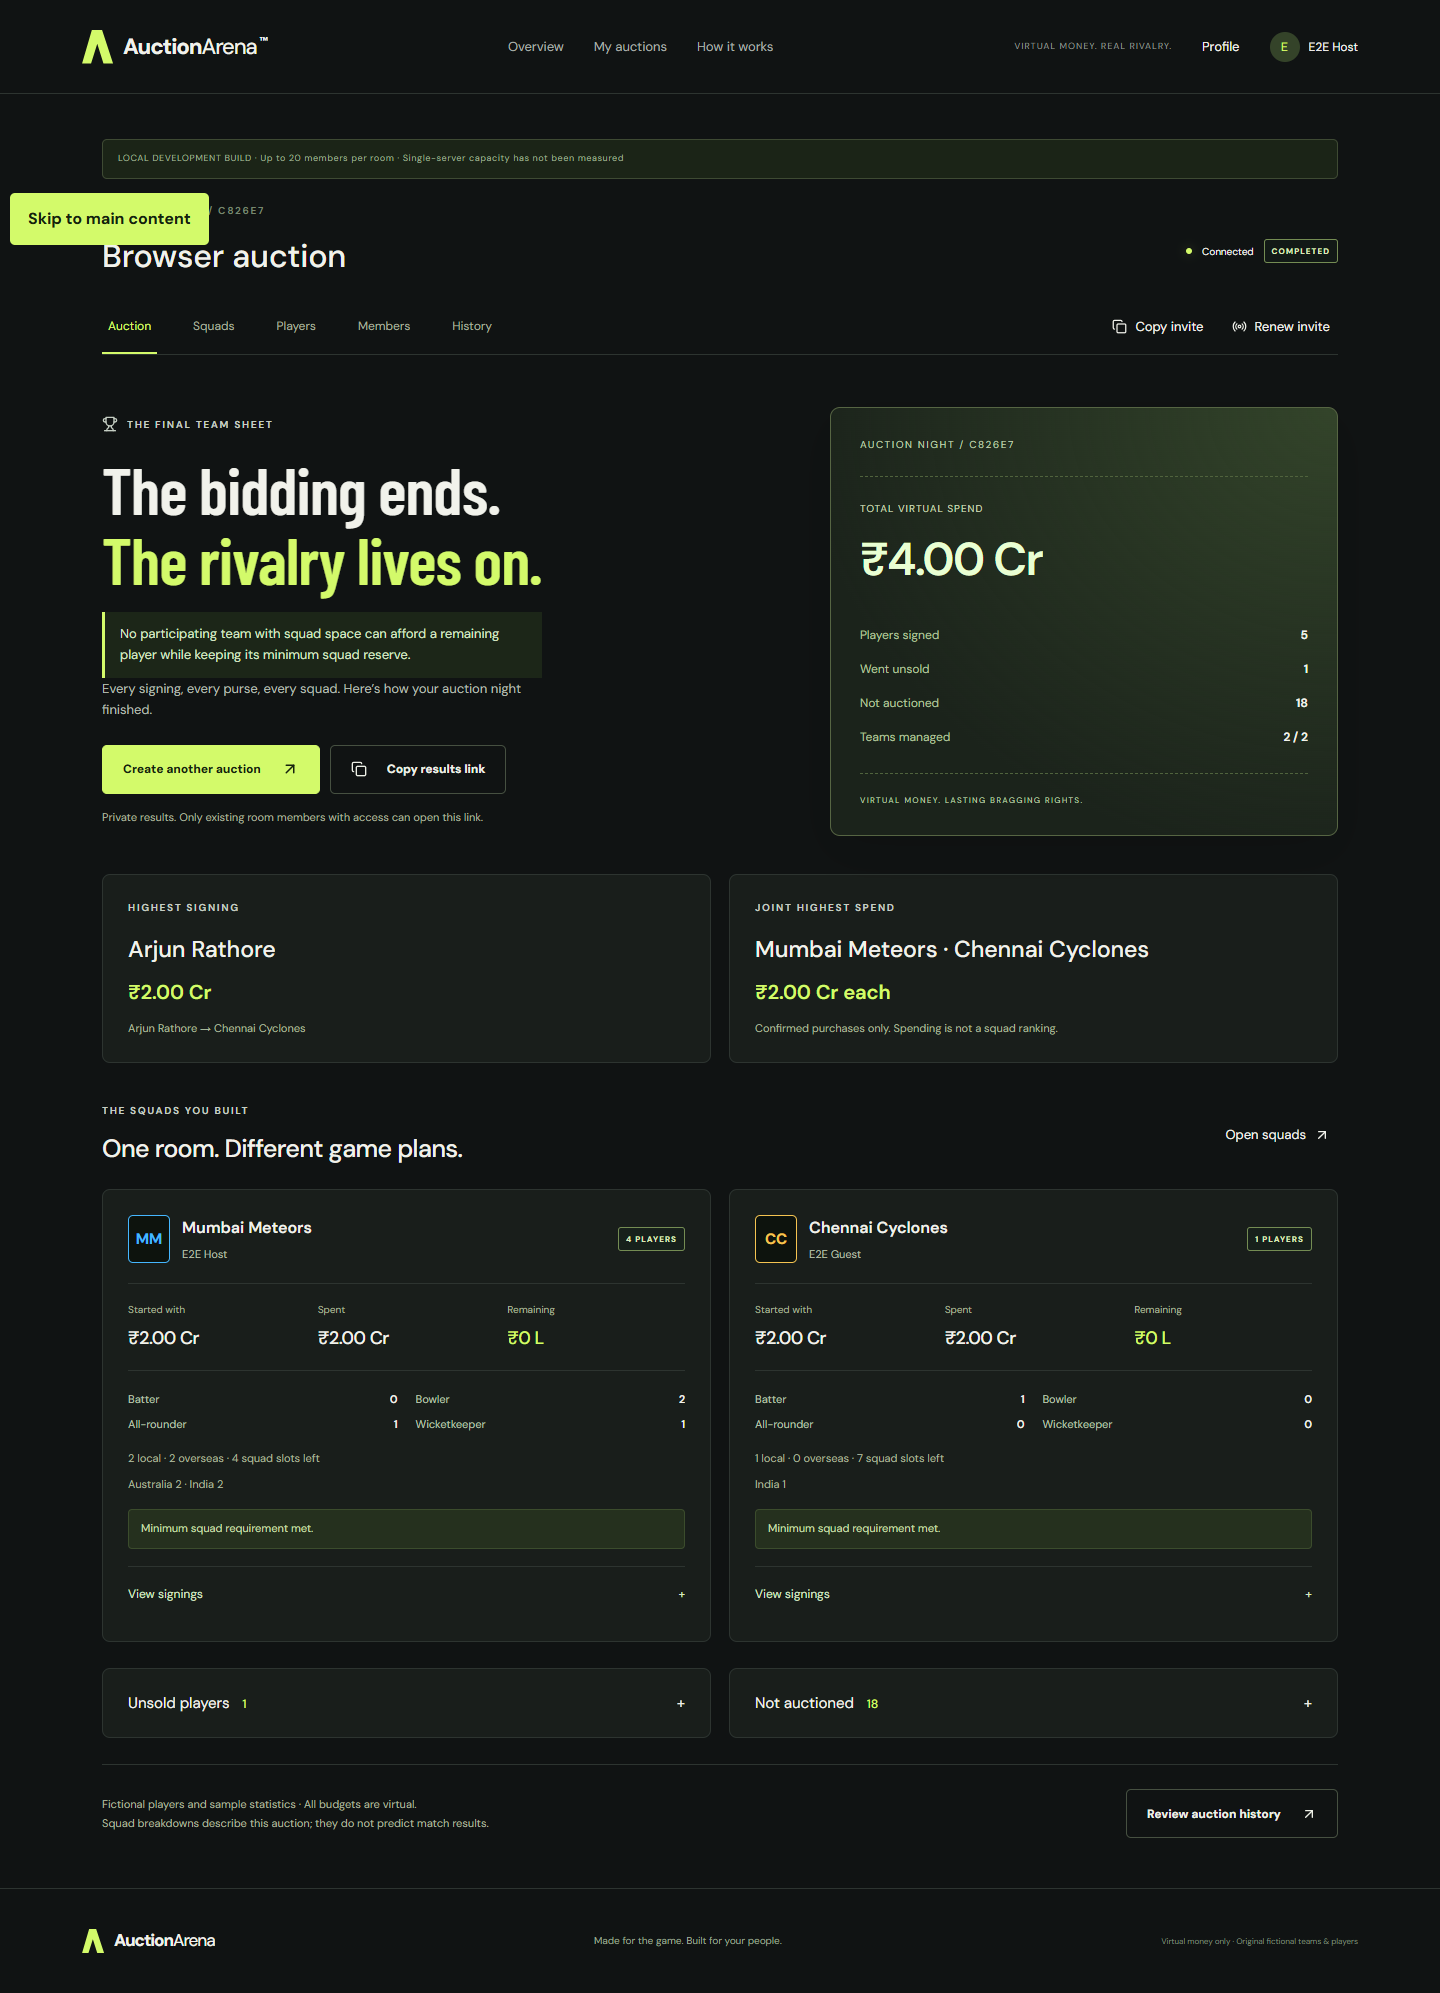 AuctionArena™
Overview
My auctions
How it works
VIRTUAL MONEY. REAL RIVALRY.
Profile
E
E2E Host
LOCAL DEVELOPMENT BUILD · Up to 20 members per room · Single-server capacity has not been measured
Skip to main content
/ C826E7
Browser auction
Connected
COMPLETED
Auction
Squads
Players
Members
History
Copy invite
Renew invite
THE FINAL TEAM SHEET
The bidding ends.
The rivalry lives on.
No participating team with squad space can afford a remaining
player while keeping its minimum squad reserve.
Every signing, every purse, every squad. Here's how your auction night
finished.
Create another auction
Copy results link
Private results. Only existing room members with access can open this link.
AUCTION NIGHT / C826E7
TOTAL VIRTUAL SPEND
₹4.00 Cr
Players signed 5
Went unsold 1
Not auctioned 18
Teams managed 2 / 2
VIRTUAL MONEY. LASTING BRAGGING RIGHTS.
HIGHEST SIGNING
Arjun Rathore
₹2.00 Cr
Arjun Rathore → Chennai Cyclones
JOINT HIGHEST SPEND
Mumbai Meteors · Chennai Cyclones
₹2.00 Cr each
Confirmed purchases only. Spending is not a squad ranking.
THE SQUADS YOU BUILT
One room. Different game plans.
Open squads
MM
Mumbai Meteors
E2E Host
4 PLAYERS
Started with Spent Remaining
₹2.00 Cr ₹2.00 Cr ₹0 L
Batter 0 Bowler 2
All-rounder 1 Wicketkeeper 1
2 local · 2 overseas · 4 squad slots left
Australia 2 · India 2
Minimum squad requirement met.
View signings +
CC
Chennai Cyclones
E2E Guest
1 PLAYERS
Started with Spent Remaining
₹2.00 Cr ₹2.00 Cr ₹0 L
Batter 1 Bowler 0
All-rounder 0 Wicketkeeper 0
1 local · 0 overseas · 7 squad slots left
India 1
Minimum squad requirement met.
View signings +
Unsold players 1 +
Not auctioned 18 +
Fictional players and sample statistics · All budgets are virtual.
Squad breakdowns describe this auction; they do not predict match results.
Review auction history
AuctionArena
Made for the game. Built for your people.
Virtual money only · Original fictional teams & players